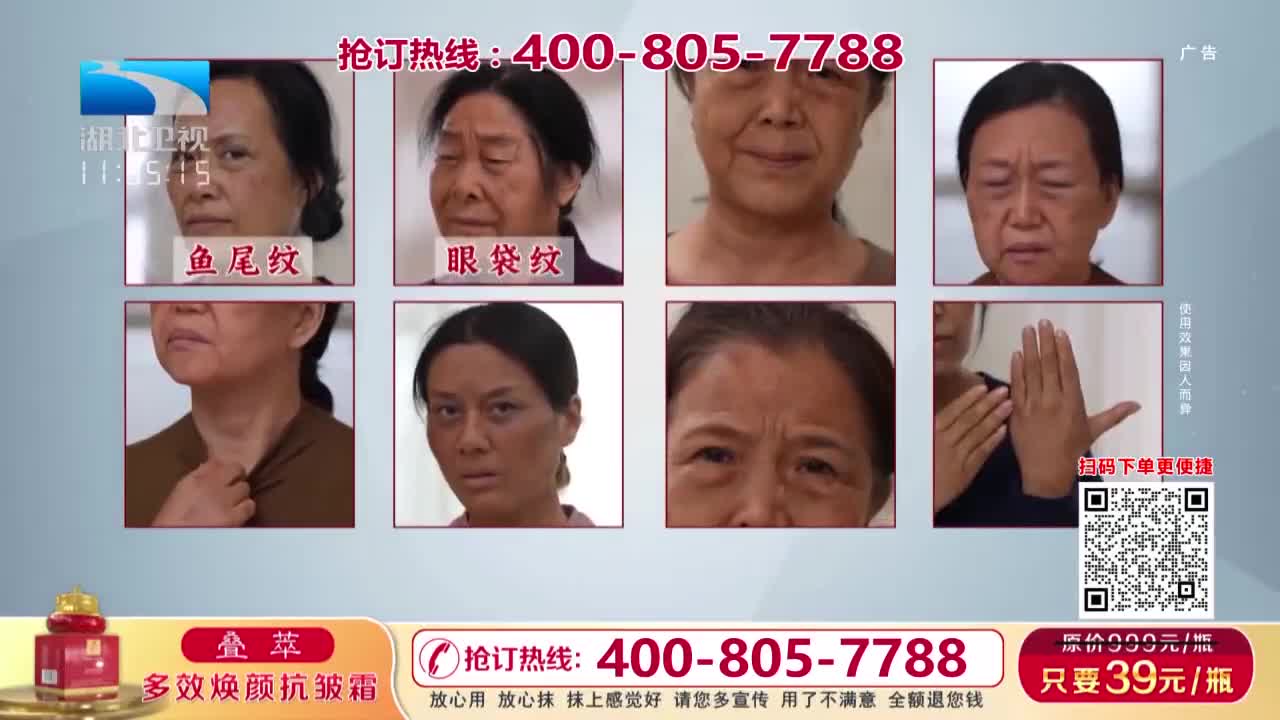 抢订热线：400-805-7788
广告
湖北卫视
11:35:15
鱼尾纹
眼袋纹
使用效果因人而异
扫码下单更便捷
叠萃
多效焕颜抗皱霜
抢订热线：400-805-7788
放心用 放心抹 抹上感觉好 请您多宣传 用了不满意 全额退您钱
原价999元/瓶
只要39元/瓶